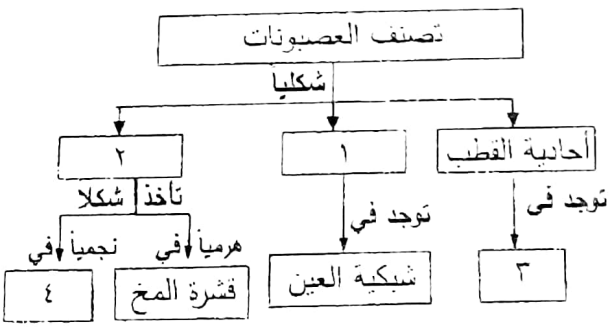 تصنف العصبونات
شكلياً
أحادية القطب
١
٢
توجد في
توجد في
تأخذ شكلا
هرمياً في
نجمياً في
٣
شبكية العين
قشرة المخ
٤